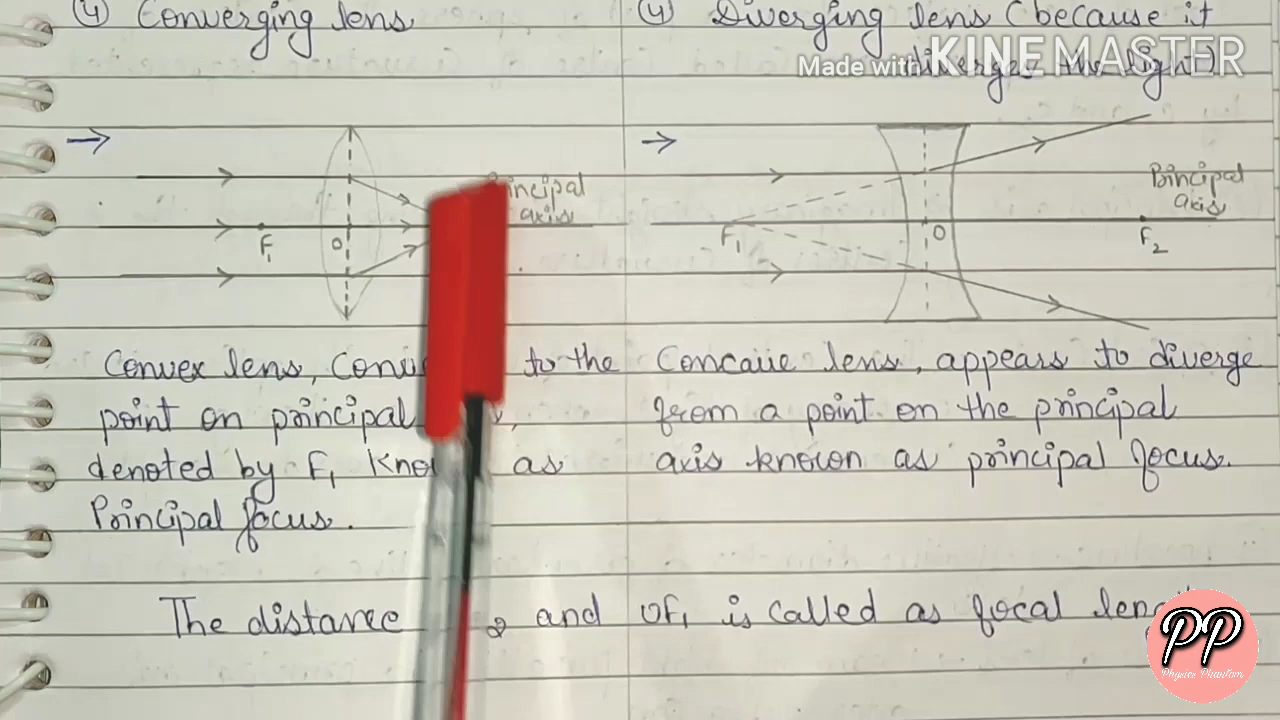 (4) Converging lens
(4) Diverging lens (because it
diverges the light)
Made with KINEMASTER
F1
O
Principal
axis
F1
O
F2
Principal
axis
Convex lens, to the
point on principal
denoted by F1 as
Principal focus.
Concave lens, appears to diverge
from a point on the principal
axis known as principal focus.
The distance and OF1 is called as focal
PP
Physics Phantom